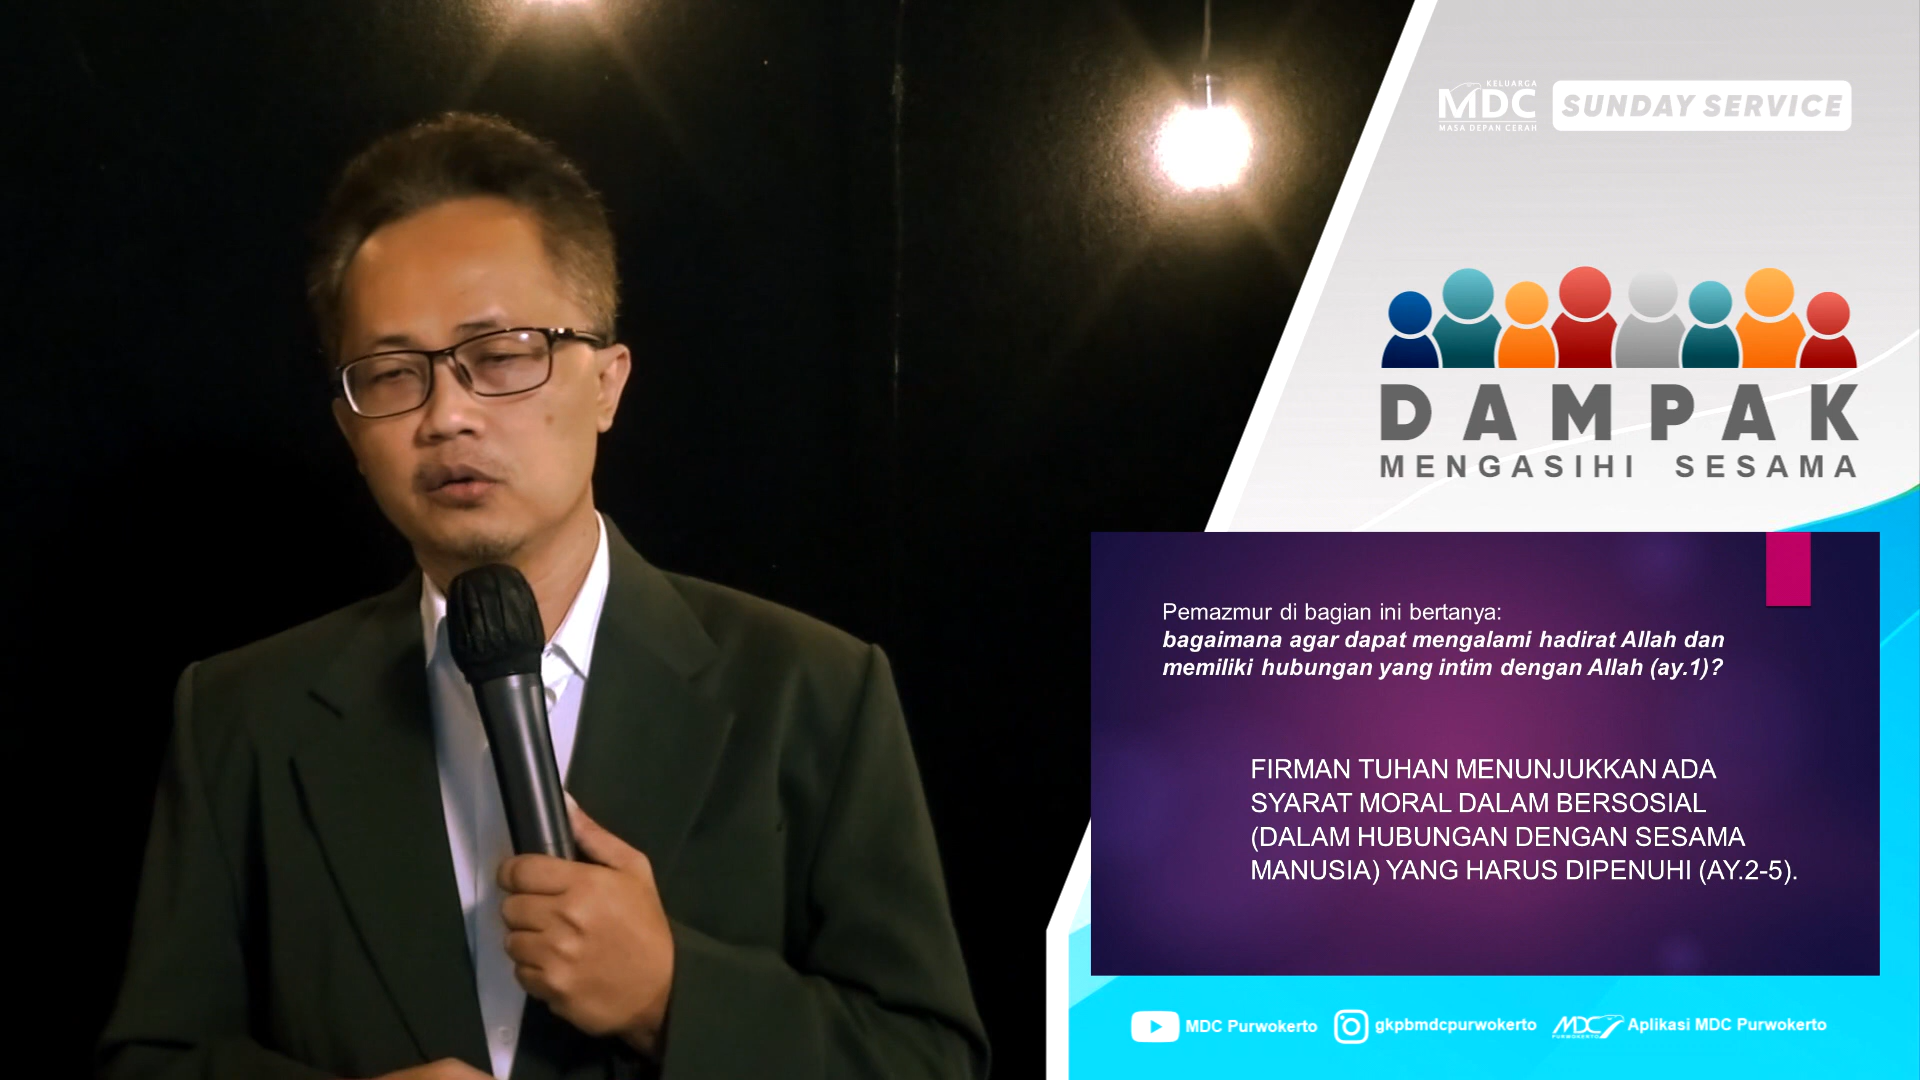 KELUARGA
MDC
MASA DEPAN CERAH
SUNDAY SERVICE
DAMPAK
MENGASIHI SESAMA
Pemazmur di bagian ini bertanya:
bagaimana agar dapat mengalami hadirat Allah dan
memiliki hubungan yang intim dengan Allah (ay.1)?
FIRMAN TUHAN MENUNJUKKAN ADA
SYARAT MORAL DALAM BERSOSIAL
(DALAM HUBUNGAN DENGAN SESAMA
MANUSIA) YANG HARUS DIPENUHI (AY.2-5).
MDC Purwokerto
gkpbmdcpurwokerto
MDC
PURWOKERTO
Aplikasi MDC Purwokerto